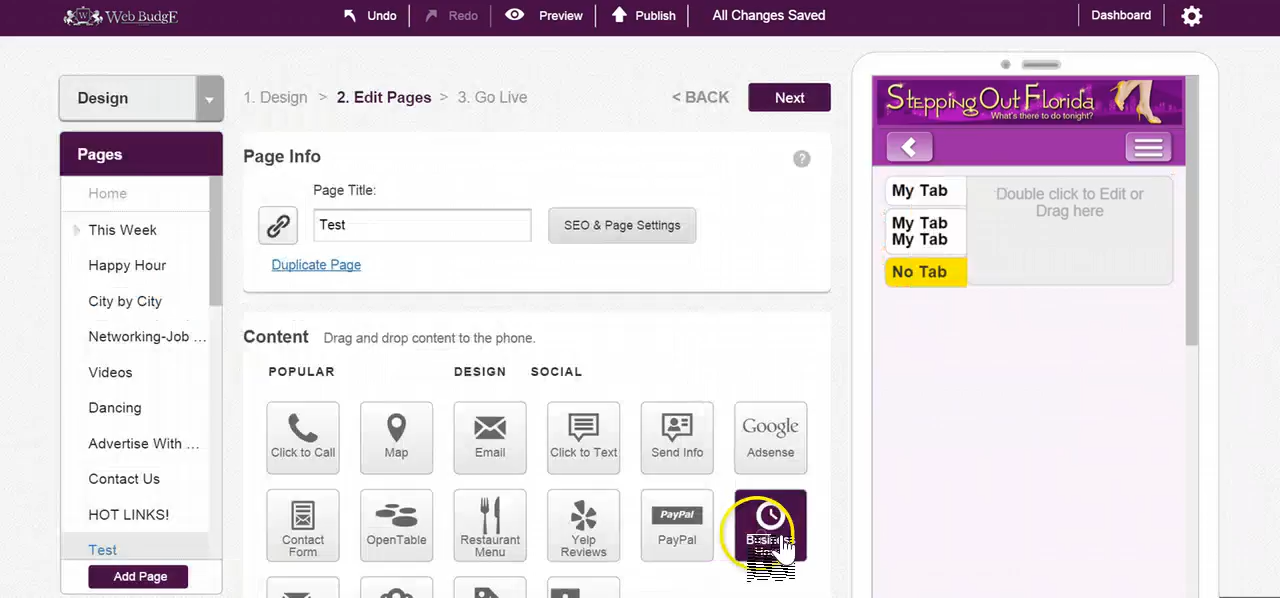 Web BudgE
Undo
Redo
Preview
Publish
All Changes Saved
Dashboard
Design
1. Design > 2. Edit Pages > 3. Go Live
< BACK
Next
Pages
Home
This Week
Happy Hour
City by City
Networking-Job ...
Videos
Dancing
Advertise With ...
Contact Us
HOT LINKS!
Test
Add Page
Page Info
?
Page Title:
Test
SEO & Page Settings
Duplicate Page
Content Drag and drop content to the phone.
POPULAR DESIGN SOCIAL
Click to Call
Map
Email
Click to Text
Send Info
Google
Adsense
Contact
Form
OpenTable
Restaurant
Menu
Yelp
Reviews
PayPal
PayPal
Stepping Out Florida
What's there to do tonight?
My Tab
My Tab
My Tab
No Tab
Double click to Edit or
Drag here